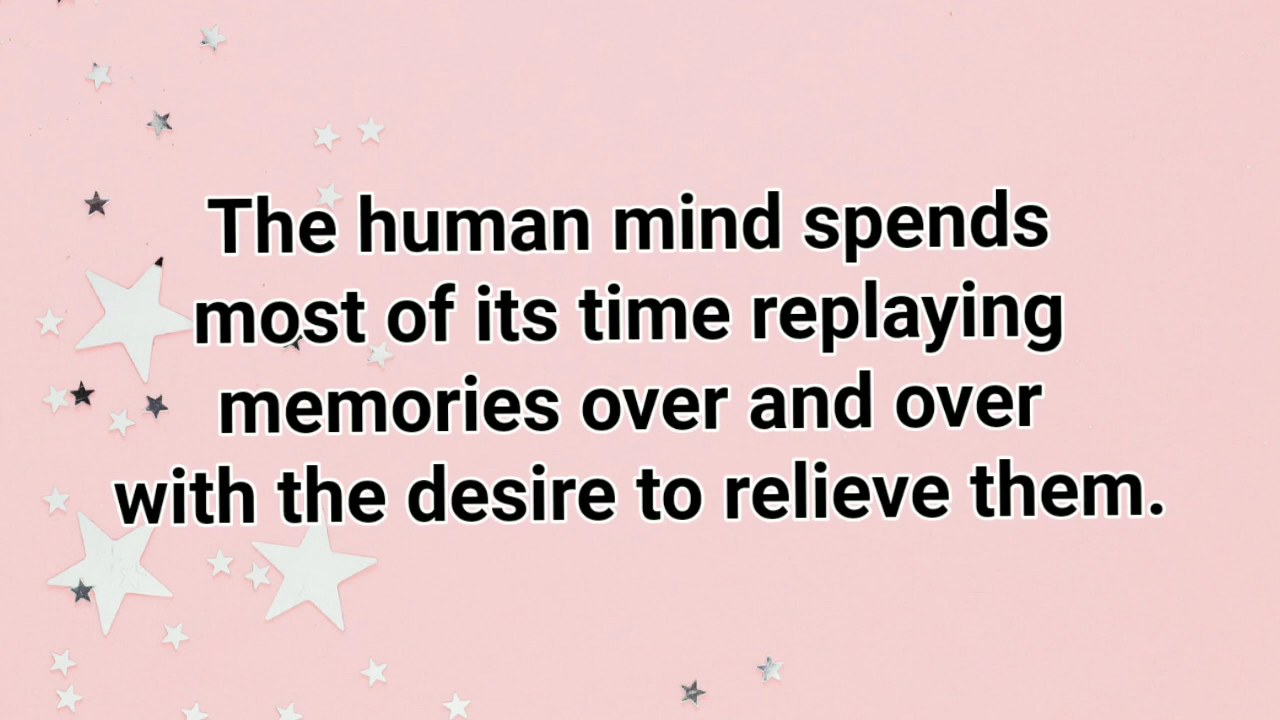 The human mind spends
most of its time replaying
memories over and over
with the desire to relieve them.